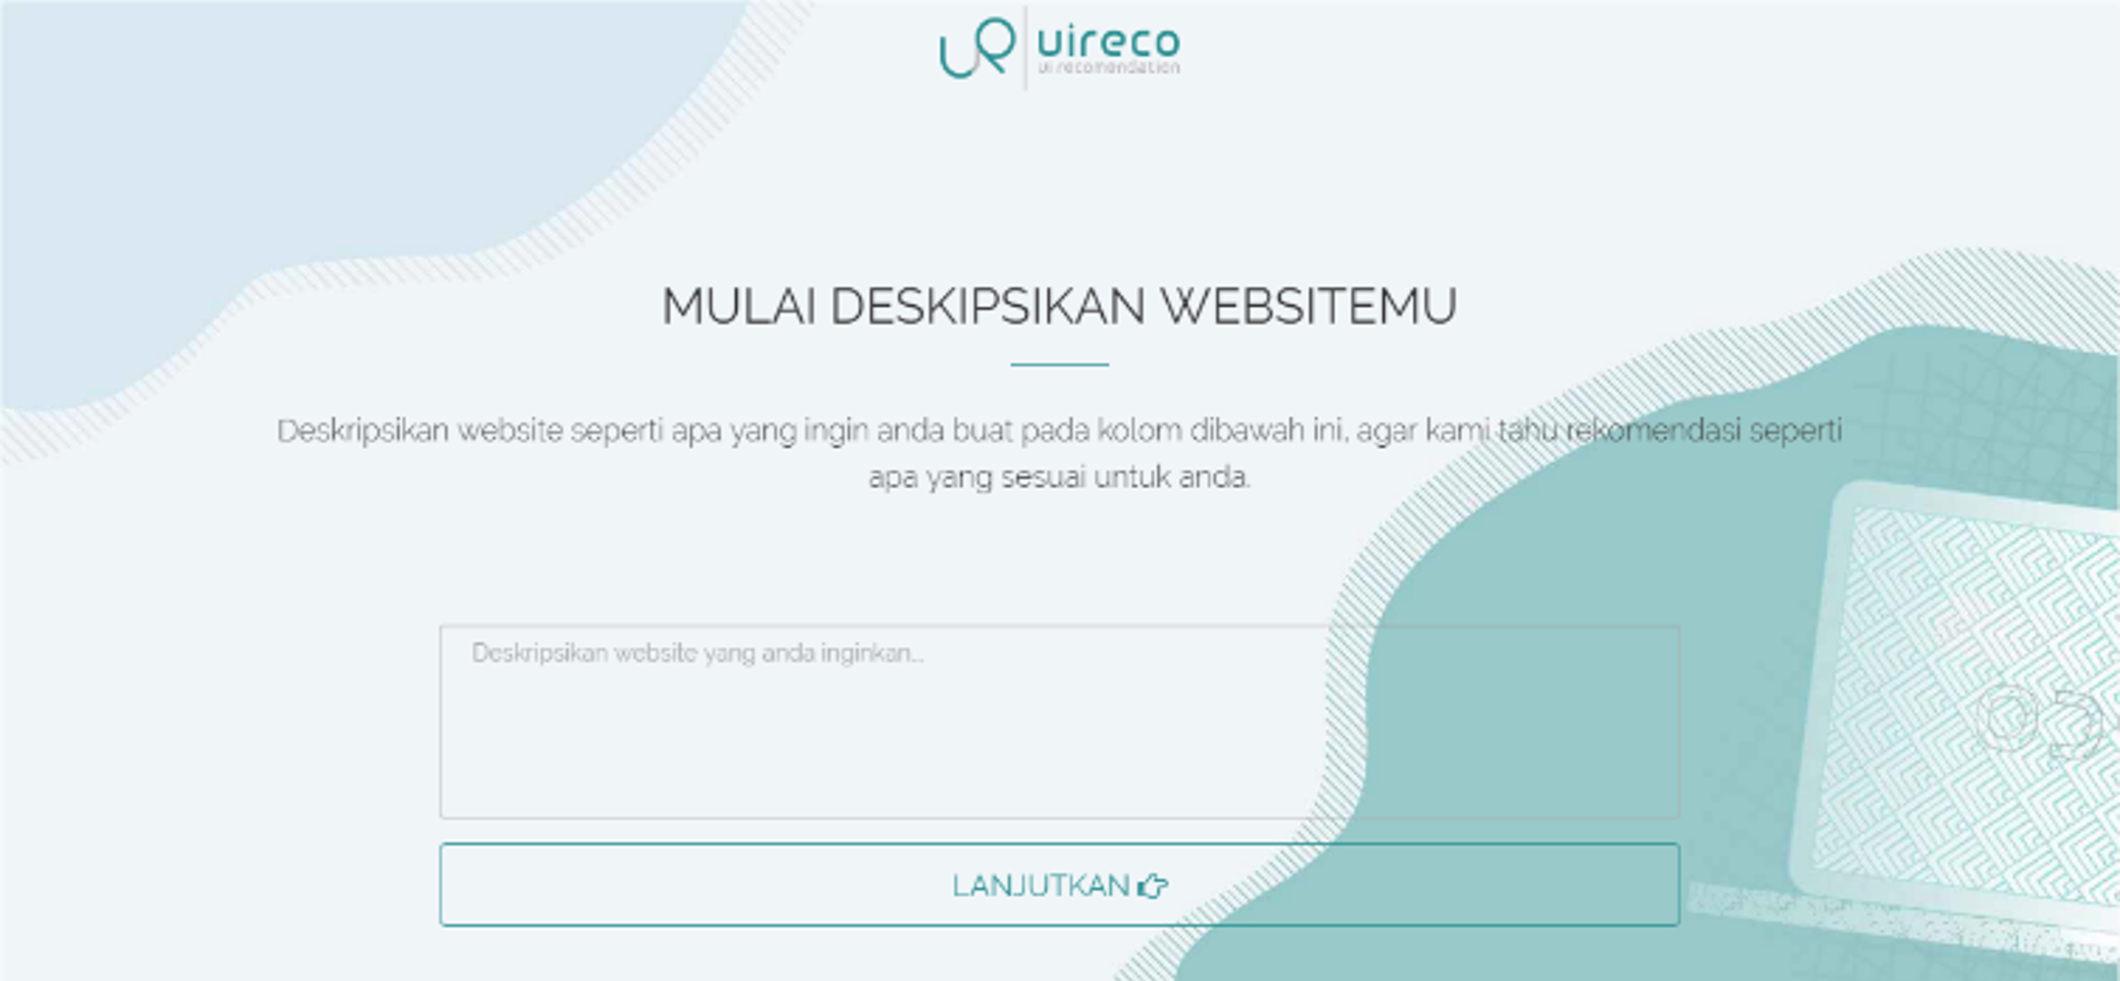 uireco
ui recomendation
MULAI DESKIPSIKAN WEBSITEMU
Deskripsikan website seperti apa yang ingin anda buat pada kolom dibawah ini, agar kami tahu rekomendasi seperti
apa yang sesuai untuk anda.
Deskripsikan website yang anda inginkan...
LANJUTKAN